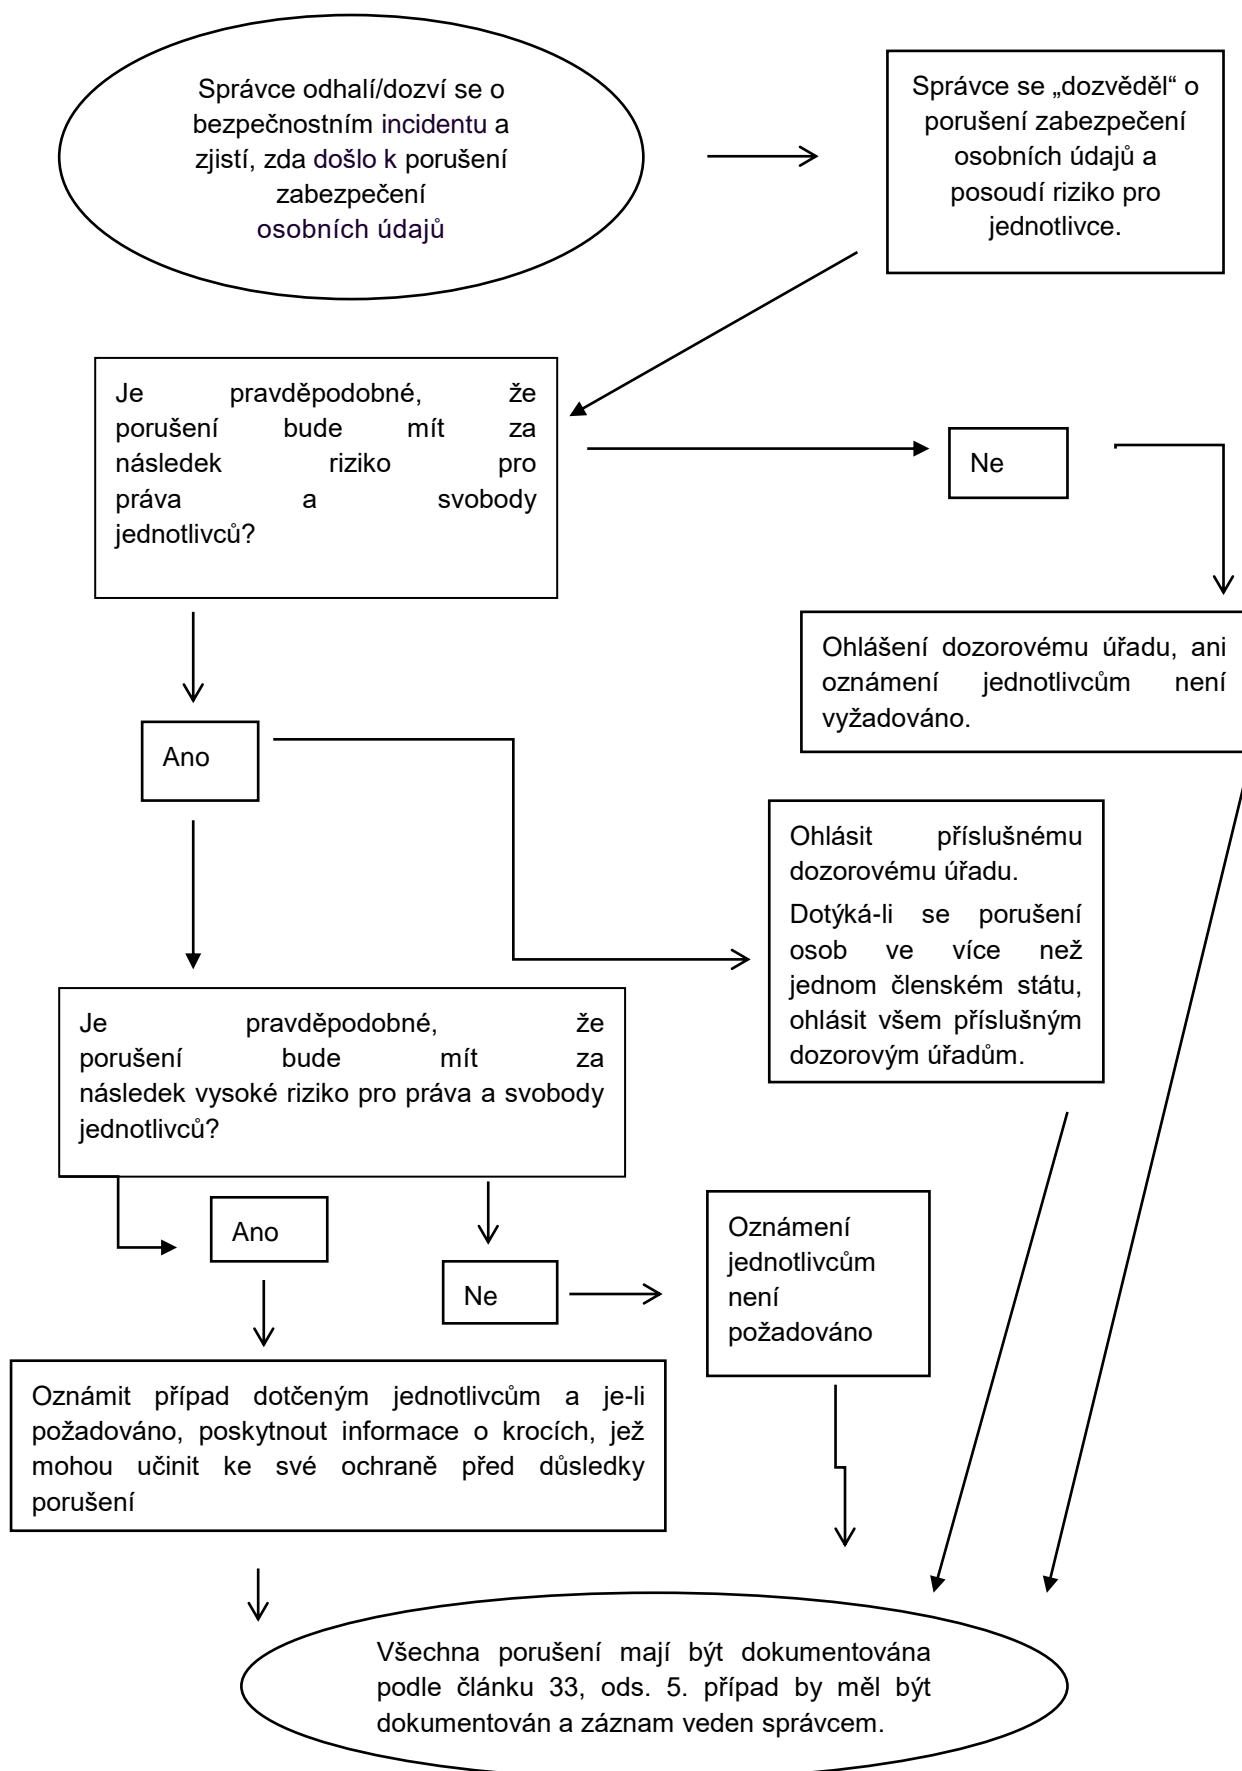 Správce odhalí/dozví se o
bezpečnostním incidentu a
zjistí, zda došlo k porušení
zabezpečení
osobních údajů
Správce se „dozvěděl“ o
porušení zabezpečení
osobních údajů a
posoudí riziko pro
jednotlivce.
Je pravděpodobné, že
porušení bude mít za
následek riziko pro
práva a svobody
jednotlivců?
Ne
Ohlášení dozorovému úřadu, ani
oznámení jednotlivcům není
vyžadováno.
Ano
Ohlásit příslušnému
dozorovému úřadu.
Dotýká-li se porušení
osob ve více než
jednom členském státu,
ohlásit všem příslušným
dozorovým úřadům.
Je pravděpodobné, že
porušení bude mít za
následek vysoké riziko pro práva a svobody
jednotlivců?
Ano
Ne
Oznámení
jednotlivcům
není
požadováno
Oznámit případ dotčeným jednotlivcům a je-li
požadováno, poskytnout informace o krocích, jež
mohou učinit ke své ochraně před důsledky
porušení
Všechna porušení mají být dokumentována
podle článku 33, ods. 5. případ by měl být
dokumentován a záznam veden správcem.